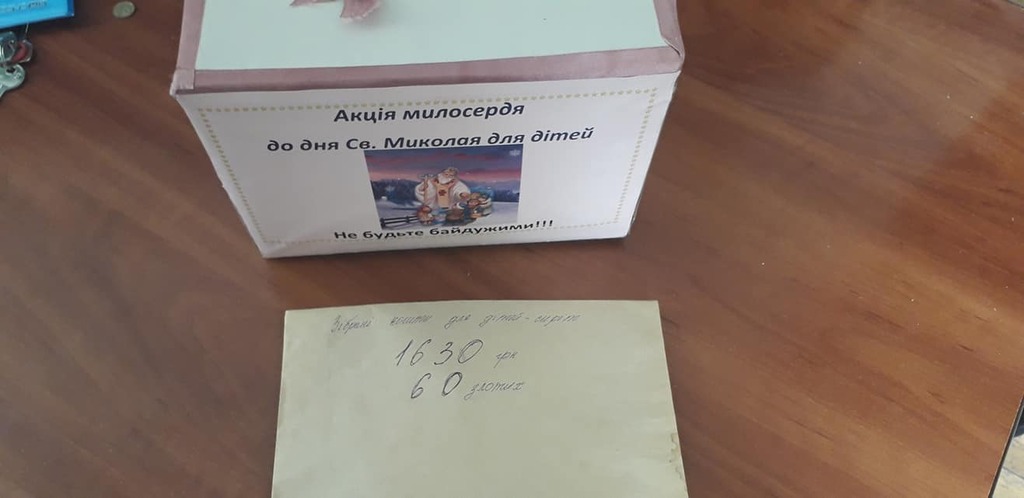 Акція милосердя
до дня Св. Миколая для дітей
Не будьте байдужими!!!
Зібрані кошти для дітей-сиріт
1630 грн
60 злотих